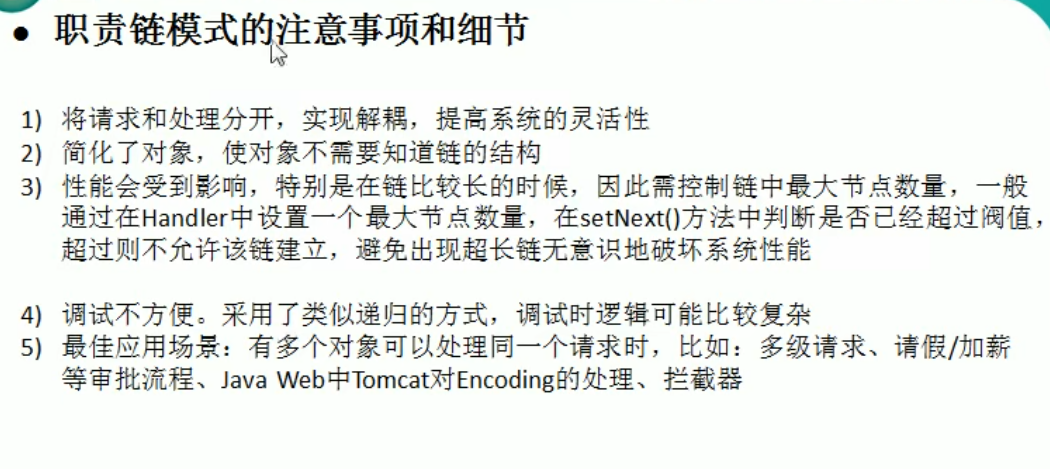 ● 职责链模式的注意事项和细节
1) 将请求和处理分开，实现解耦，提高系统的灵活性
2) 简化了对象，使对象不需要知道链的结构
3) 性能会受到影响，特别是在链比较长的时候，因此需控制链中最大节点数量，一般
通过在Handler中设置一个最大节点数量，在setNext()方法中判断是否已经超过阀值，
超过则不允许该链建立，避免出现超长链无意识地破坏系统性能
4) 调试不方便。采用了类似递归的方式，调试时逻辑可能比较复杂
5) 最佳应用场景：有多个对象可以处理同一个请求时，比如：多级请求、请假/加薪
等审批流程、Java Web中Tomcat对Encoding的处理、拦截器